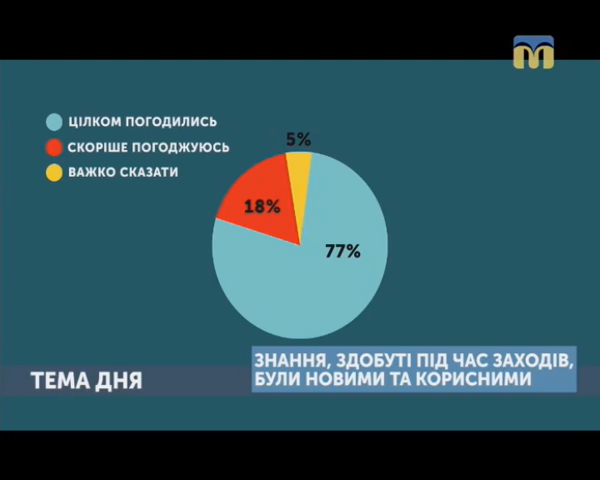 ЦІЛКОМ ПОГОДИЛИСЬ
СКОРІШЕ ПОГОДЖУЮСЬ
ВАЖКО СКАЗАТИ
5%
18%
77%
ЗНАННЯ, ЗДОБУТІ ПІД ЧАС ЗАХОДІВ,
БУЛИ НОВИМИ ТА КОРИСНИМИ
ТЕМА ДНЯ